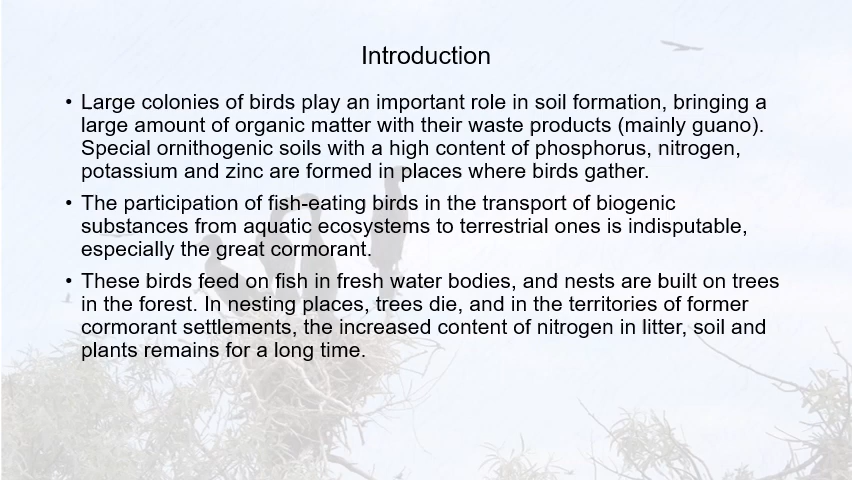 Introduction
• Large colonies of birds play an important role in soil formation, bringing a
large amount of organic matter with their waste products (mainly guano).
Special ornithogenic soils with a high content of phosphorus, nitrogen,
potassium and zinc are formed in places where birds gather.
• The participation of fish-eating birds in the transport of biogenic
substances from aquatic ecosystems to terrestrial ones is indisputable,
especially the great cormorant.
• These birds feed on fish in fresh water bodies, and nests are built on trees
in the forest. In nesting places, trees die, and in the territories of former
cormorant settlements, the increased content of nitrogen in litter, soil and
plants remains for a long time.